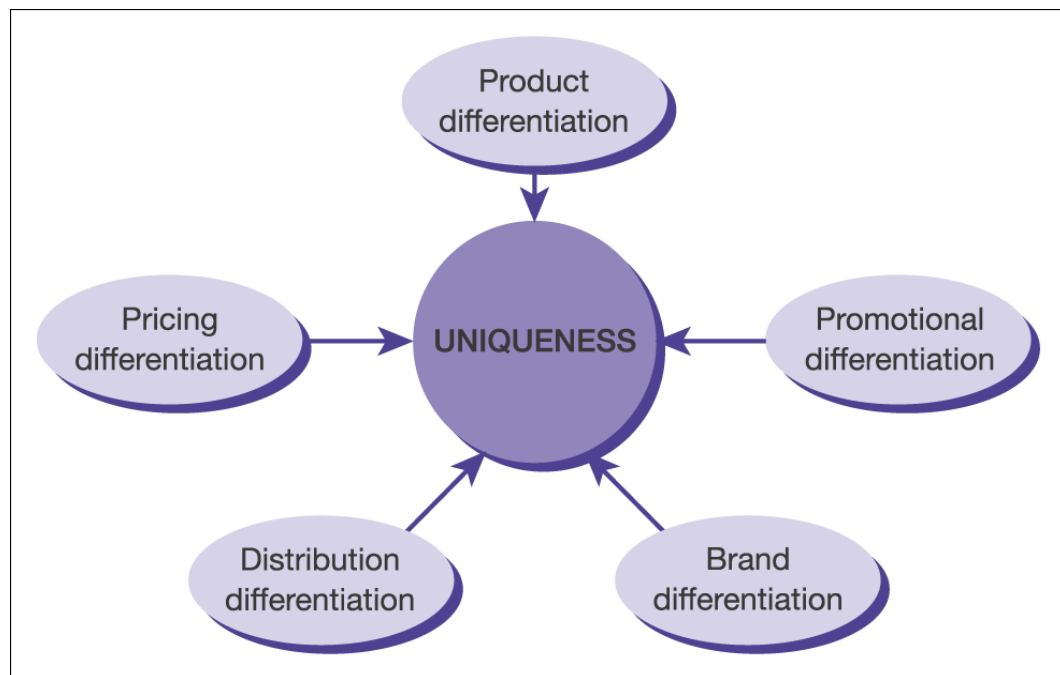 Product
differentiation
Pricing
differentiation
UNIQUENESS
Promotional
differentiation
Distribution
differentiation
Brand
differentiation